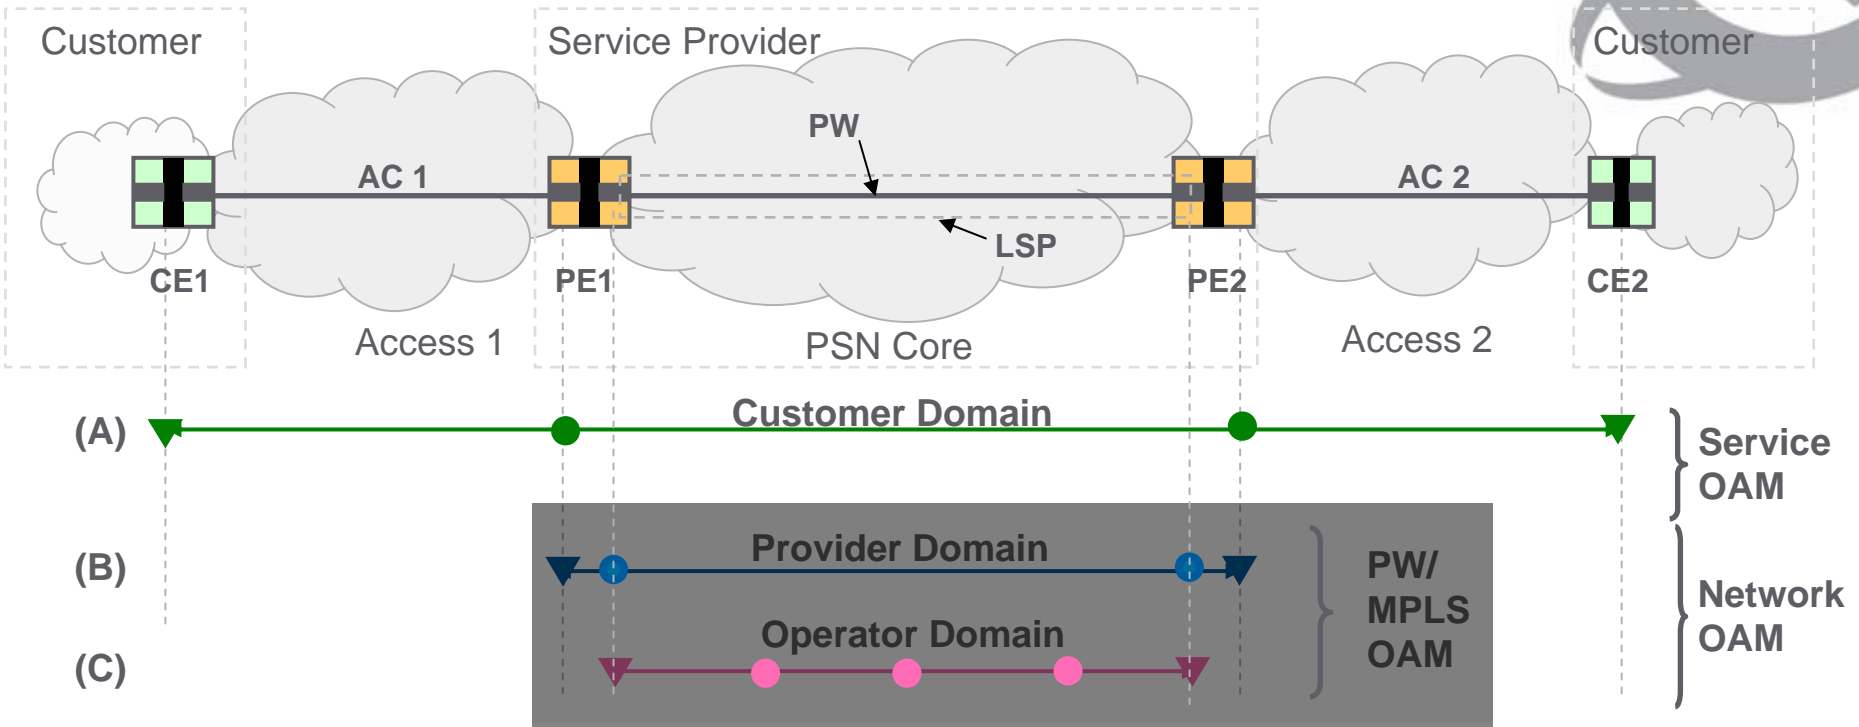 Customer
Service Provider
Customer
PW
AC 1
AC 2
LSP
CE1
PE1
PE2
CE2
Access 1
PSN Core
Access 2
(A)
Customer Domain
Service
OAM
(B)
Provider Domain
PW/
MPLS
OAM
Network
OAM
(C)
Operator Domain